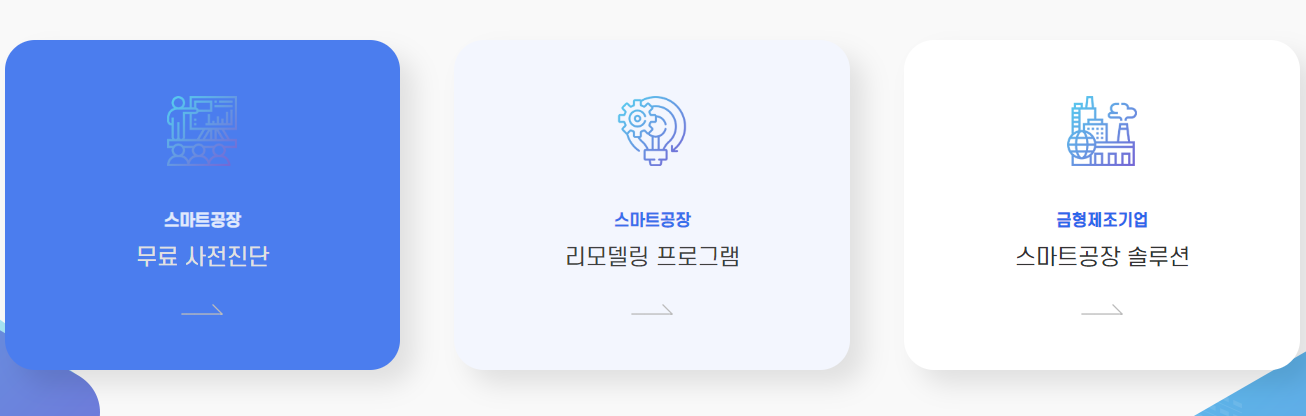 스마트공장
무료 사전진단
스마트공장
리모델링 프로그램
금형제조기업
스마트공장 솔루션